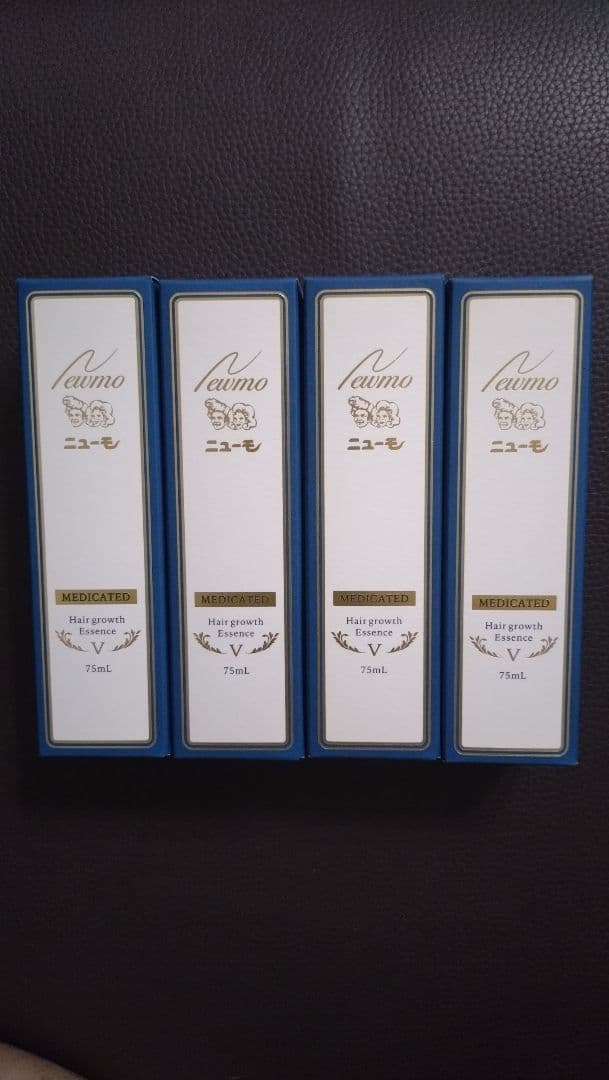 Newmo
ニューモ
MEDICATED
Hair growth
Essence
V
75mL
Newmo
ニューモ
MEDICATED
Hair growth
Essence
V
75mL
Newmo
ニューモ
MEDICATED
Hair growth
Essence
V
75mL
Newmo
ニューモ
MEDICATED
Hair growth
Essence
V
75mL